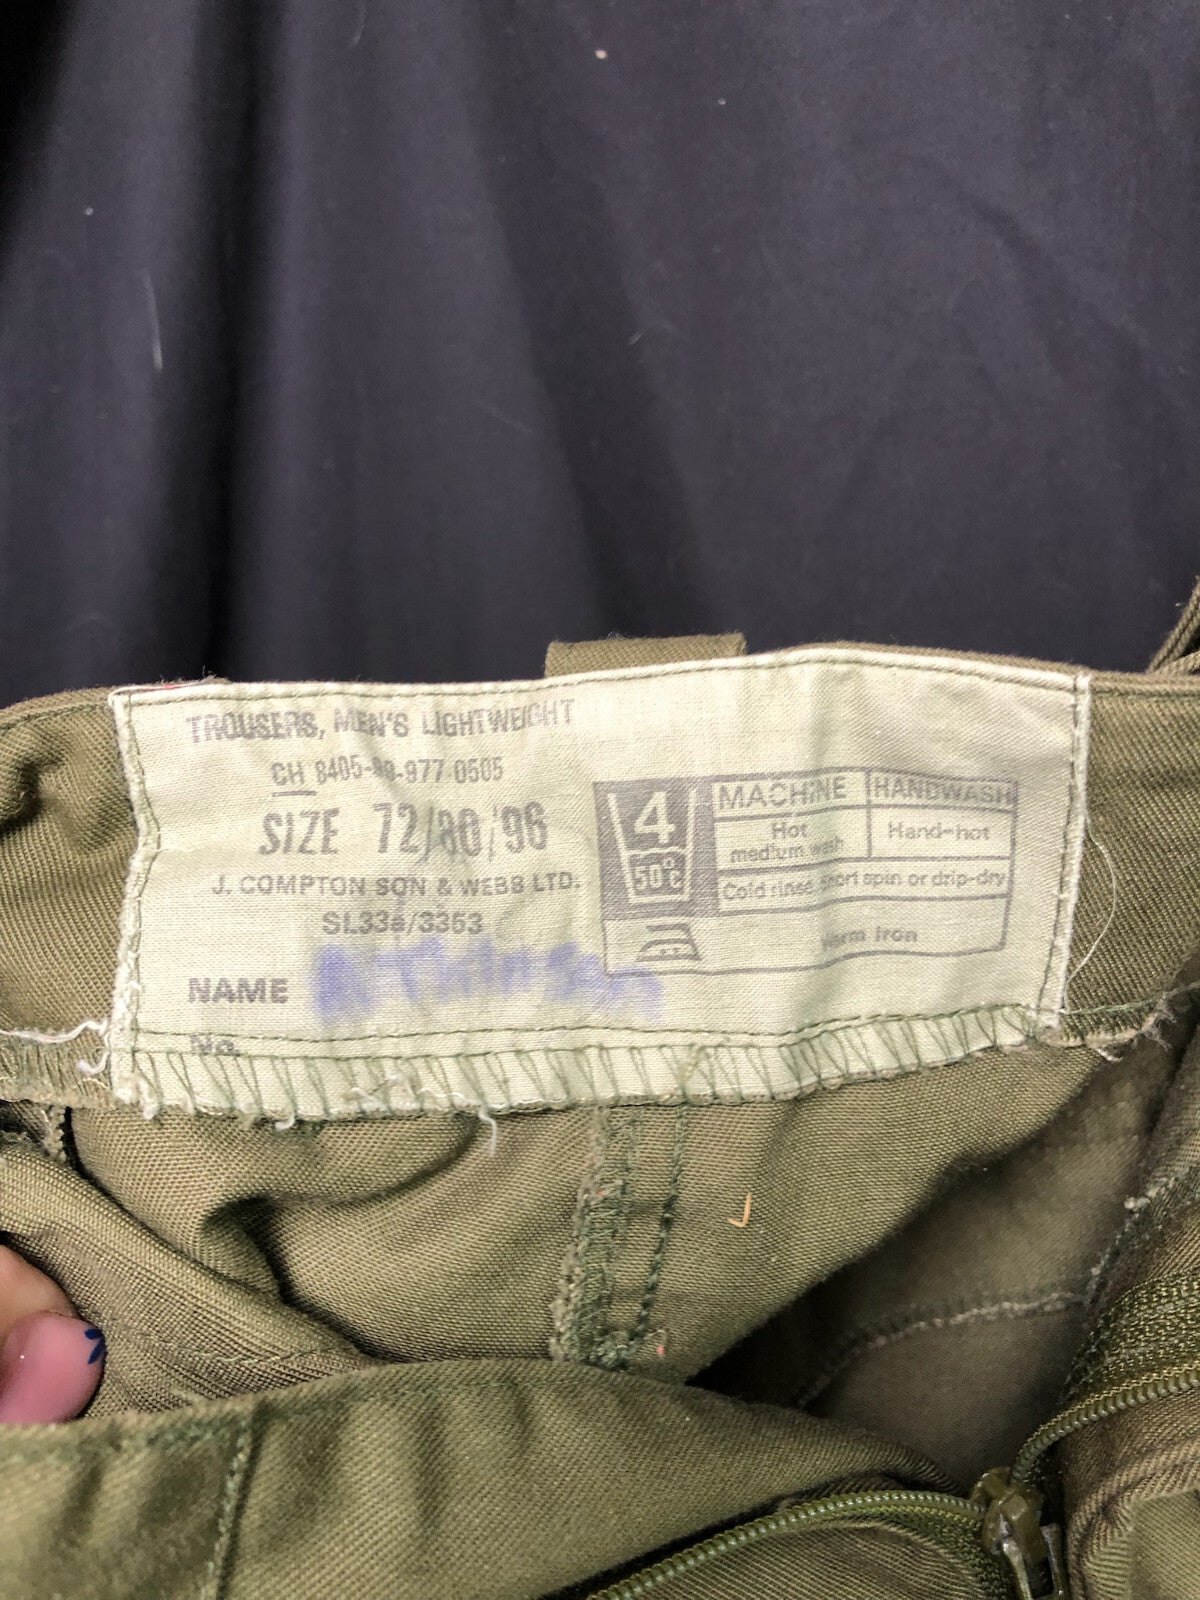 TROUSERS, MEN'S LIGHTWEIGHT
CH 8405-99-977-0505
SIZE 72/80/96
J. COMPTON SON & WEBB LTD.
SL33a/3353
NAME
No.
4
50°C
MACHINE HANDWASH
Hot medium wash Hand-hot
Cold rinse. Short spin or drip-dry
Warm iron